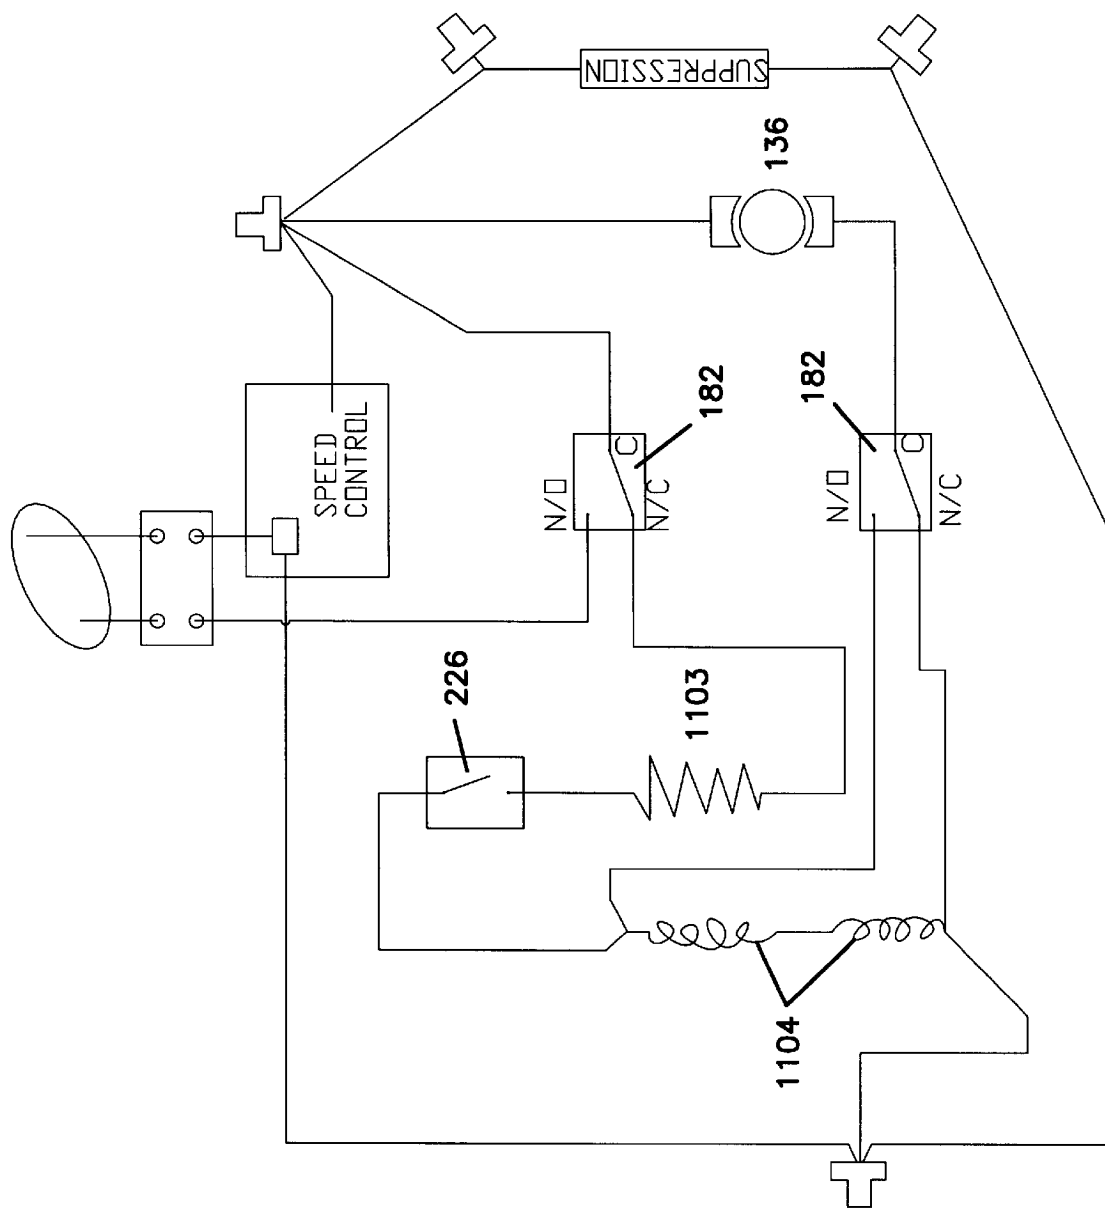 SUPPRESSION
136
SPEED
CONTROL
N/O
C
N/C
182
182
N/O
C
N/C
226
1103
1104